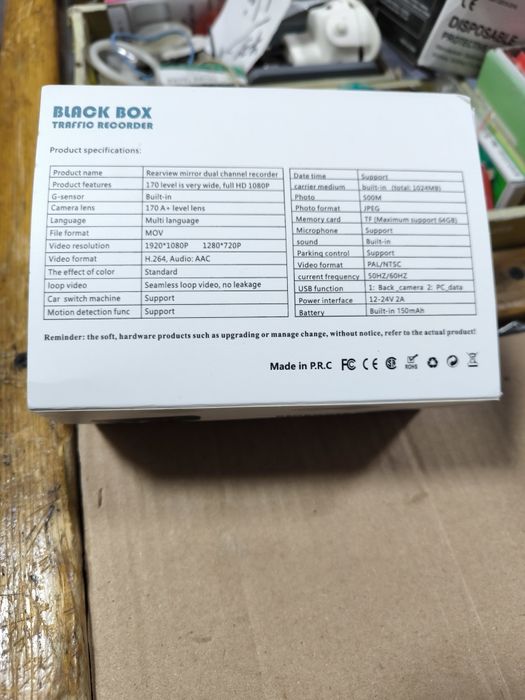 DISPOSABLE
PROTECTIVE
BLACK BOX
TRAFFIC RECORDER
Product specifications:
Product name Rearview mirror dual channel recorder
Product features 170 level is very wide, full HD 1080P
G-sensor Built-in
Camera lens 170 A+ level lens
Language Multi language
File format MOV
Video resolution 1920*1080P 1280*720P
Video format H.264, Audio: AAC
The effect of color Standard
loop video Seamless loop video, no leakage
Car switch machine Support
Motion detection func Support
Date time Support
carrier medium built-in (total 1024MB)
Photo 500M
Photo format JPEG
Memory card TF (Maximum support 64GB)
Microphone Support
sound Built-in
Parking control Support
Video format PAL/NTSC
current frequency 50HZ/60HZ
USB function 1: Back_camera 2: PC_data
Power interface 12-24V 2A
Battery Built-in 150mAh
Reminder: the soft, hardware products such as upgrading or manage change, without notice, refer to the actual product!
Made in P.R.C FC CE ROHS